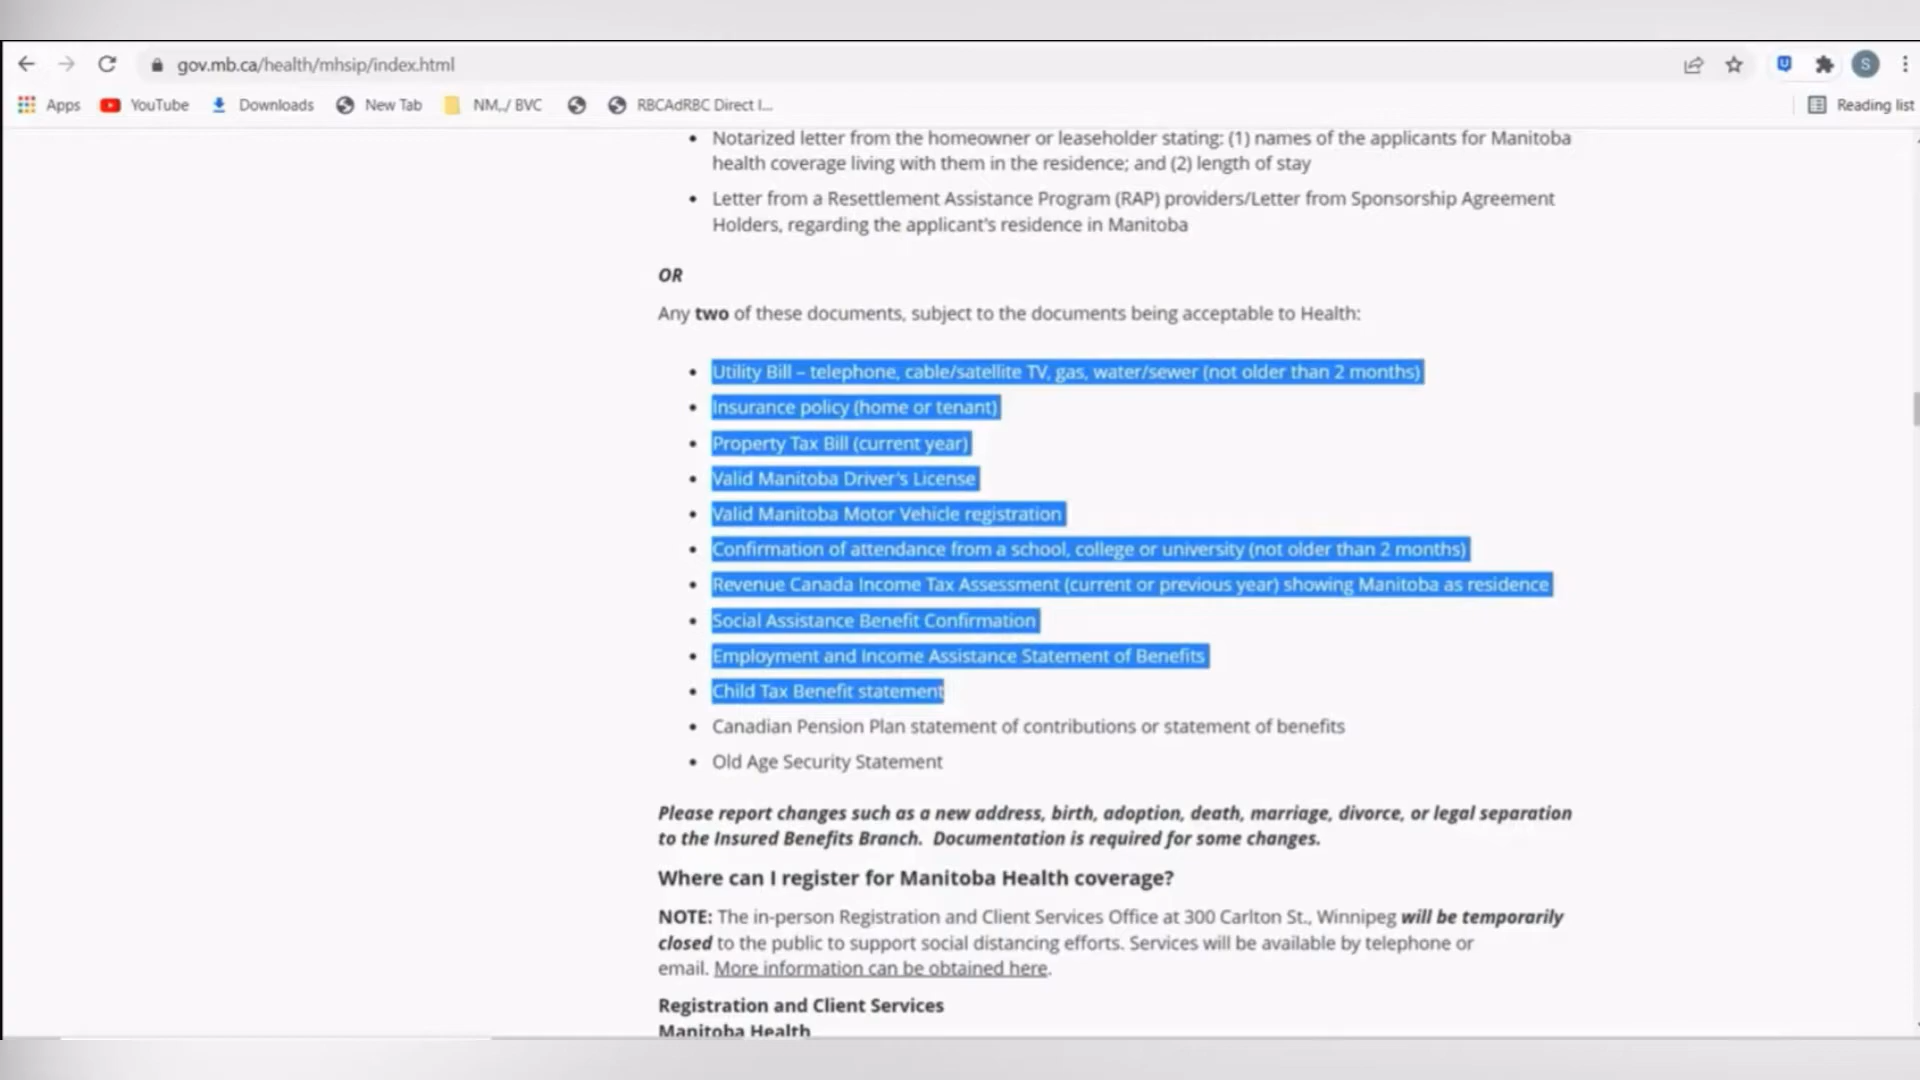 gov.mb.ca/health/mhsip/index.html
S
Apps
YouTube
Downloads
New Tab
NM,./ BVC
RBCAdRBC Direct I...
Reading list
• Notarized letter from the homeowner or leaseholder stating: (1) names of the applicants for Manitoba
health coverage living with them in the residence; and (2) length of stay
• Letter from a Resettlement Assistance Program (RAP) providers/Letter from Sponsorship Agreement
Holders, regarding the applicant's residence in Manitoba
OR
Any two of these documents, subject to the documents being acceptable to Health:
• Utility Bill – telephone, cable/satellite TV, gas, water/sewer (not older than 2 months)
• Insurance policy (home or tenant)
• Property Tax Bill (current year)
• Valid Manitoba Driver's License
• Valid Manitoba Motor Vehicle registration
• Confirmation of attendance from a school, college or university (not older than 2 months)
• Revenue Canada Income Tax Assessment (current or previous year) showing Manitoba as residence
• Social Assistance Benefit Confirmation
• Employment and Income Assistance Statement of Benefits
• Child Tax Benefit statement
• Canadian Pension Plan statement of contributions or statement of benefits
• Old Age Security Statement
Please report changes such as a new address, birth, adoption, death, marriage, divorce, or legal separation
to the Insured Benefits Branch.  Documentation is required for some changes.
Where can I register for Manitoba Health coverage?
NOTE: The in-person Registration and Client Services Office at 300 Carlton St., Winnipeg will be temporarily
closed to the public to support social distancing efforts. Services will be available by telephone or
email. More information can be obtained here.
Registration and Client Services
Manitoba Health